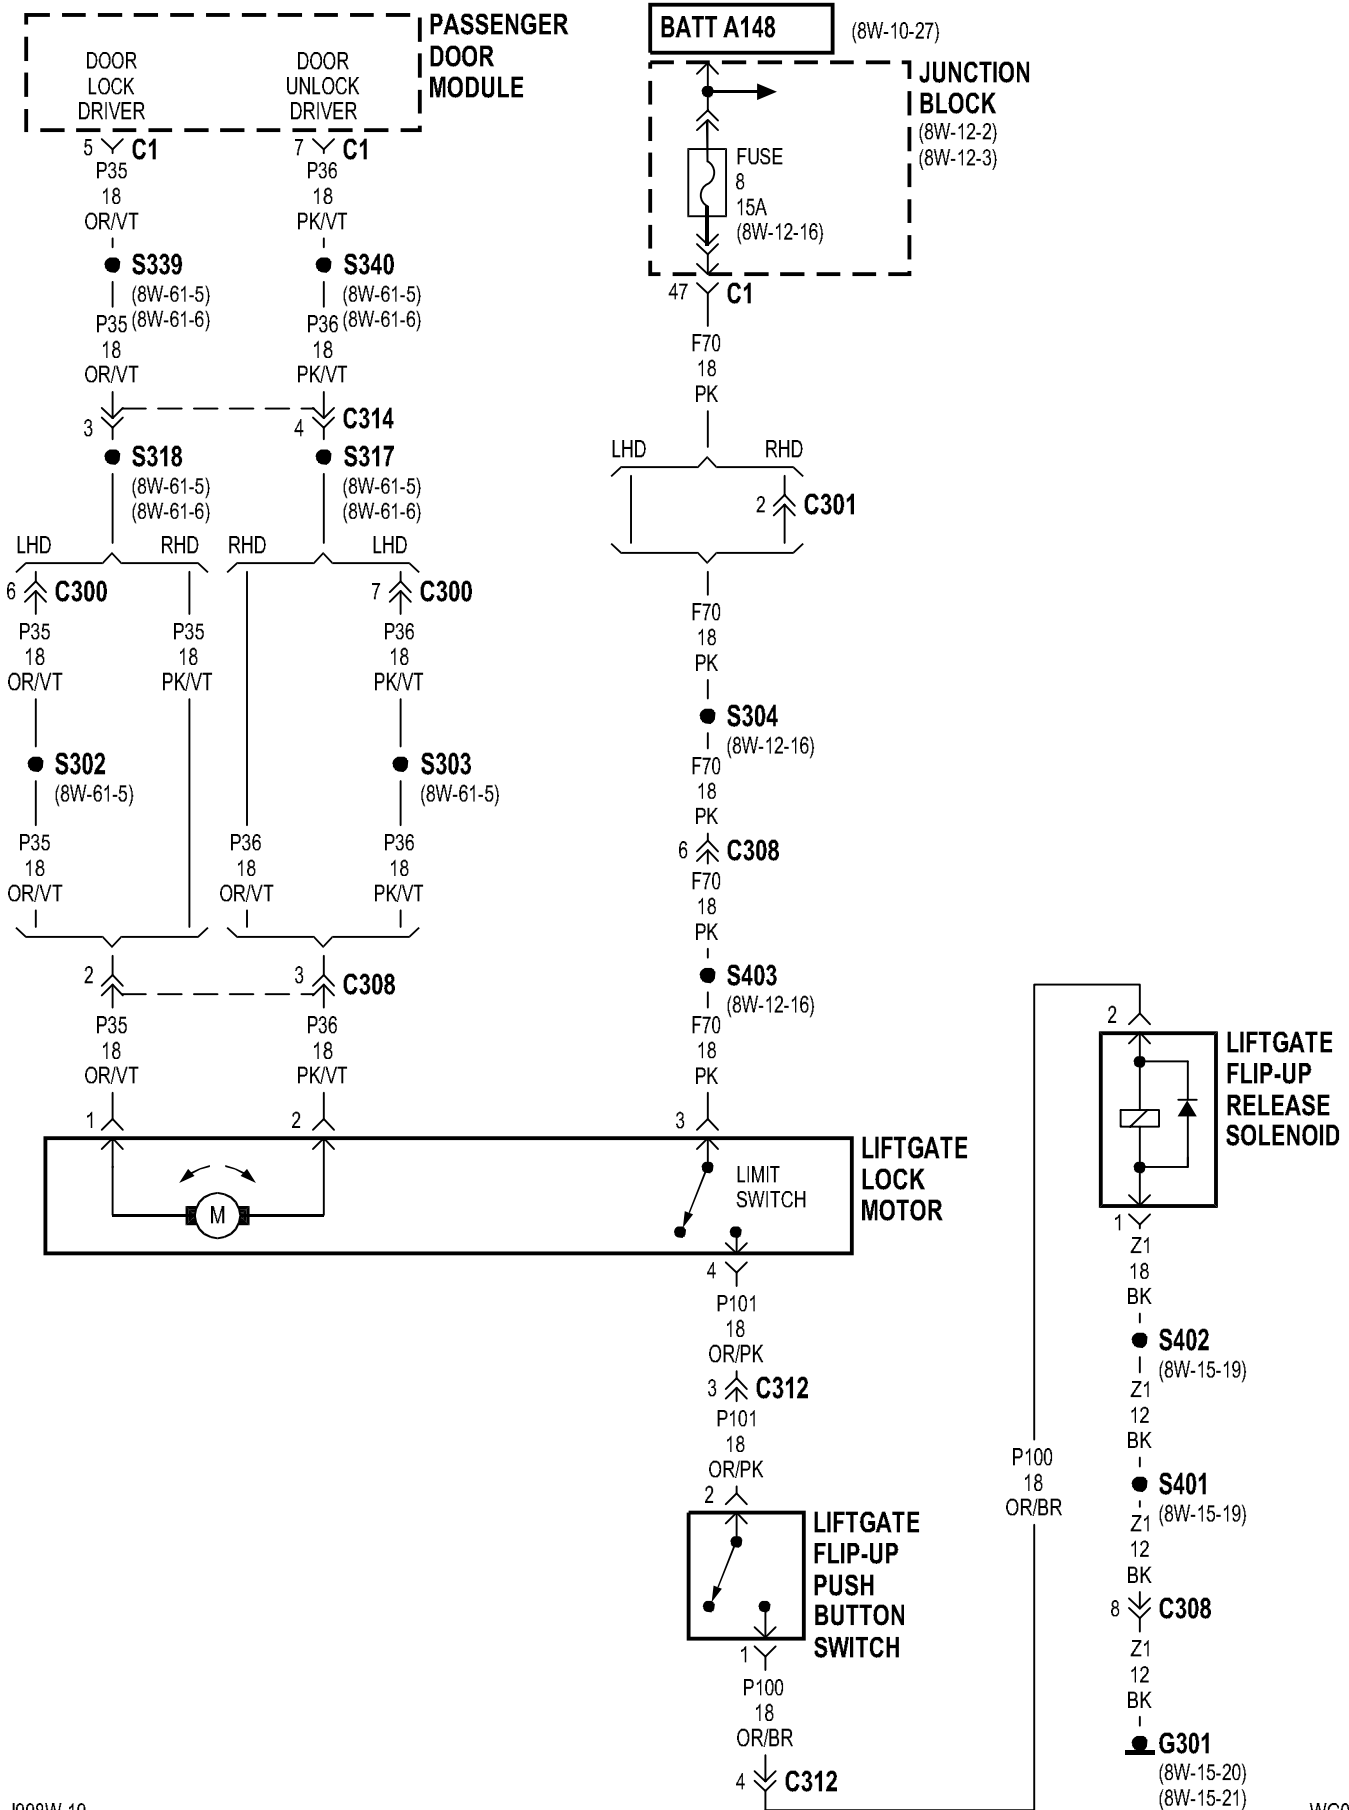 PASSENGER
DOOR
MODULE
DOOR
LOCK
DRIVER
DOOR
UNLOCK
DRIVER
5
C1
7
C1
P35
18
OR/VT
P36
18
PK/VT
S339
(8W-61-5)
(8W-61-6)
S340
(8W-61-5)
(8W-61-6)
P35
18
OR/VT
P36
18
PK/VT
3
4
C314
S318
(8W-61-5)
(8W-61-6)
S317
(8W-61-5)
(8W-61-6)
LHD
RHD
RHD
LHD
6
C300
7
C300
P35
18
OR/VT
P35
18
PK/VT
P36
18
PK/VT
S302
(8W-61-5)
S303
(8W-61-5)
P35
18
OR/VT
P36
18
OR/VT
P36
18
PK/VT
2
3
C308
P35
18
OR/VT
P36
18
PK/VT
1
2
M
BATT A148
(8W-10-27)
JUNCTION
BLOCK
(8W-12-2)
(8W-12-3)
FUSE
8
15A
(8W-12-16)
47
C1
F70
18
PK
LHD
RHD
2
C301
F70
18
PK
S304
(8W-12-16)
F70
18
PK
6
C308
F70
18
PK
S403
(8W-12-16)
F70
18
PK
3
LIMIT
SWITCH
LIFTGATE
LOCK
MOTOR
4
P101
18
OR/PK
3
C312
P101
18
OR/PK
2
LIFTGATE
FLIP-UP
PUSH
BUTTON
SWITCH
1
P100
18
OR/BR
4
C312
P100
18
OR/BR
2
LIFTGATE
FLIP-UP
RELEASE
SOLENOID
1
Z1
18
BK
S402
(8W-15-19)
Z1
12
BK
S401
(8W-15-19)
Z1
12
BK
8
C308
Z1
12
BK
G301
(8W-15-20)
(8W-15-21)